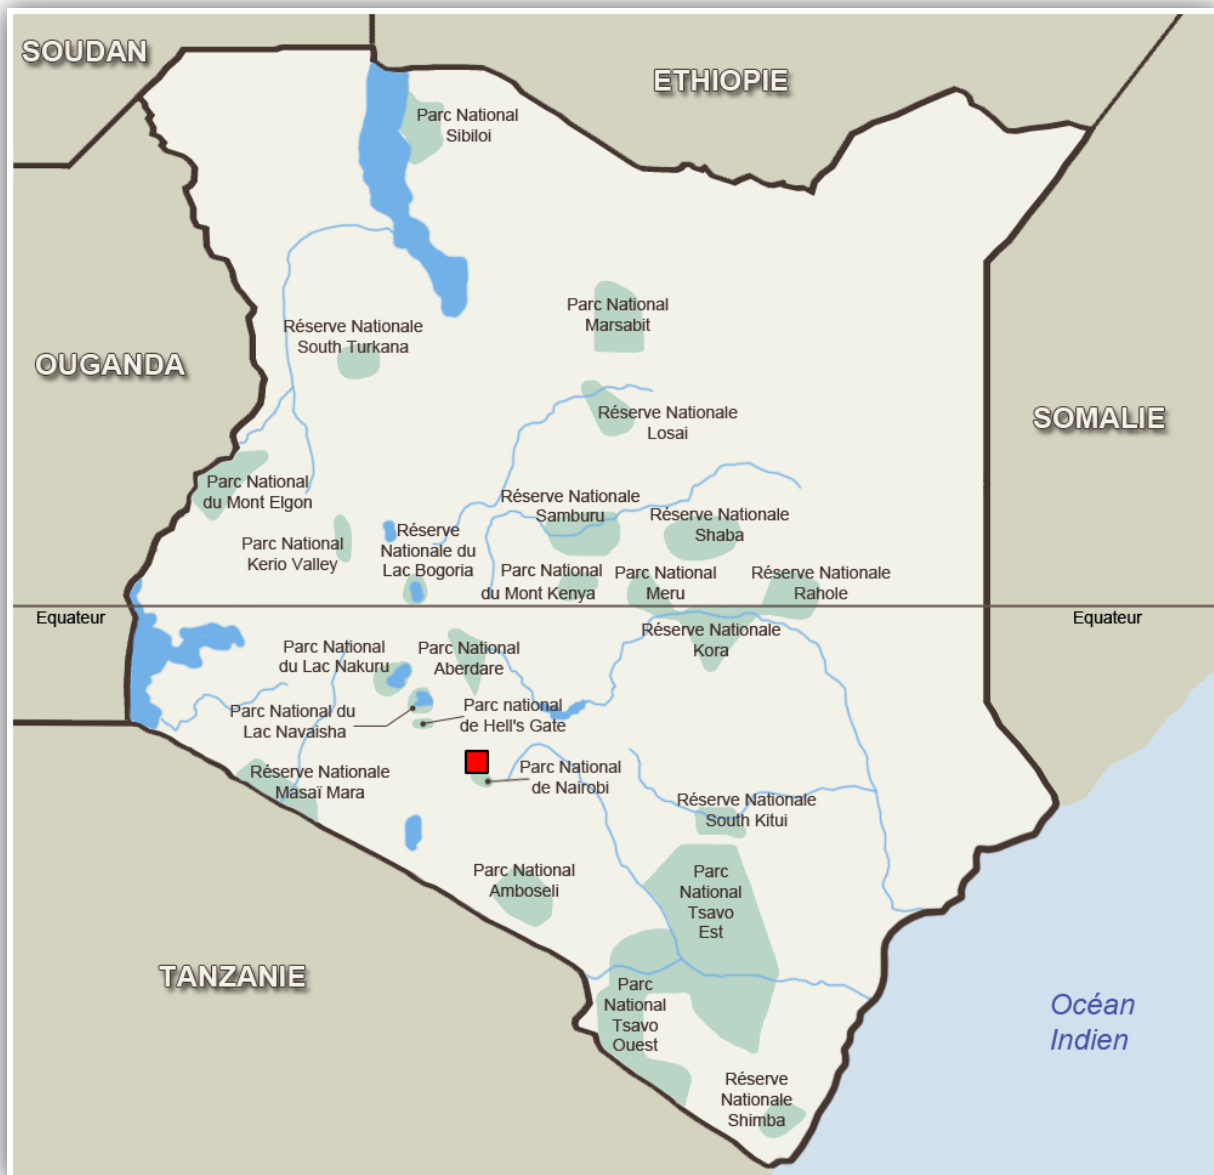 SOUDAN
ETHIOPIE
Parc National
Sibiloi
Parc National
Marsabit
Réserve Nationale
South Turkana
OUGANDA
SOMALIE
Réserve Nationale
Losai
Parc National
du Mont Elgon
Réserve Nationale
Samburu
Réserve Nationale
Shaba
Parc National
Kerio Valley
Réserve
Nationale du
Lac Bogoria
Parc National
du Mont Kenya
Parc National
Meru
Réserve Nationale
Rahole
Equateur
Equateur
Réserve Nationale
Kora
Parc National
du Lac Nakuru
Parc National
Aberdare
Parc National du
Lac Navaisha
Parc national
de Hell's Gate
Réserve Nationale
Masaï Mara
Parc National
de Nairobi
Réserve Nationale
South Kitui
Parc National
Amboseli
Parc
National
Tsavo
Est
TANZANIE
Parc
National
Tsavo
Ouest
Océan
Indien
Réserve
Nationale
Shimba